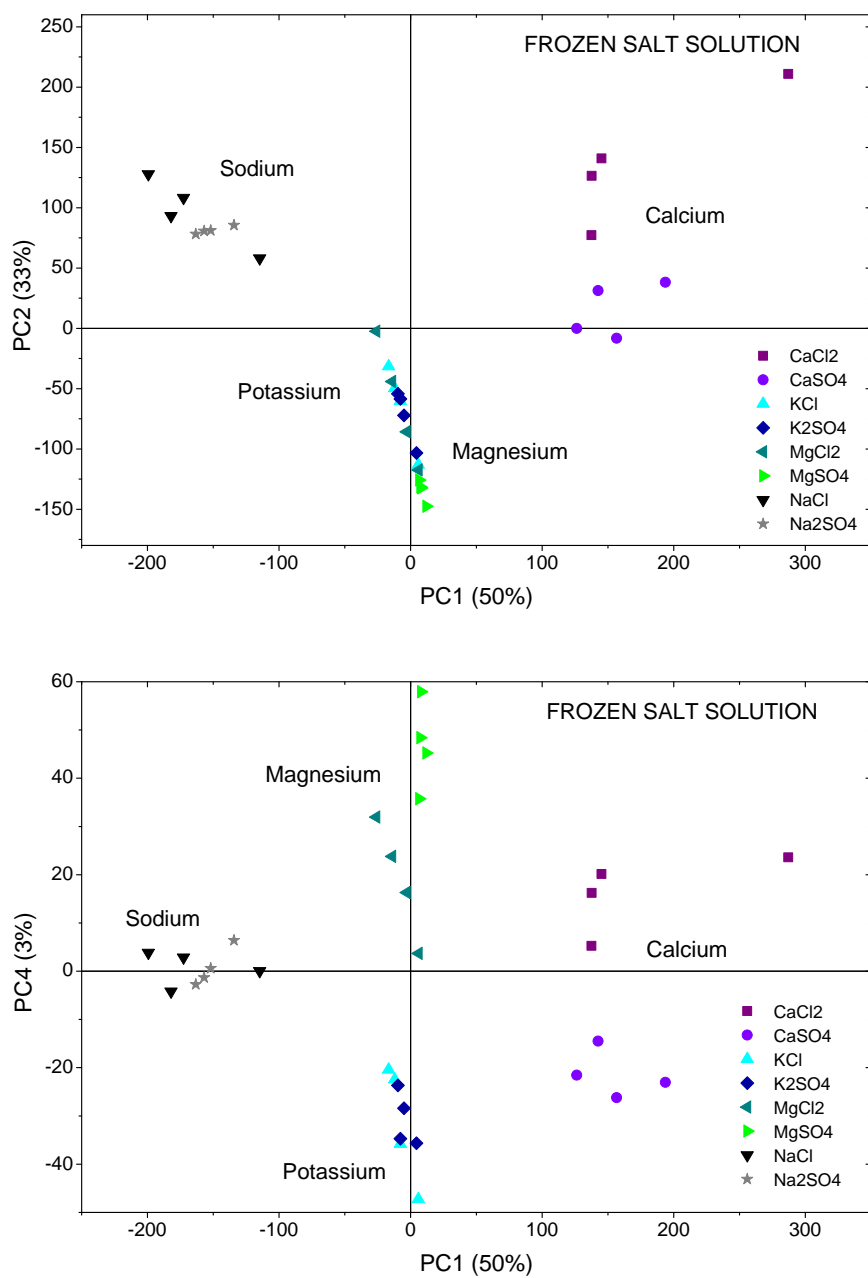 FROZEN SALT SOLUTION
250
200
150
100
50
0
-50
-100
-150
PC2 (33%)
Sodium
Calcium
Potassium
Magnesium
CaCl2
CaSO4
KCl
K2SO4
MgCl2
MgSO4
NaCl
Na2SO4
-200
-100
0
100
200
300
PC1 (50%)
60
40
20
0
-20
-40
PC4 (3%)
FROZEN SALT SOLUTION
Magnesium
Sodium
Calcium
Potassium
CaCl2
CaSO4
KCl
K2SO4
MgCl2
MgSO4
NaCl
Na2SO4
-200
-100
0
100
200
300
PC1 (50%)